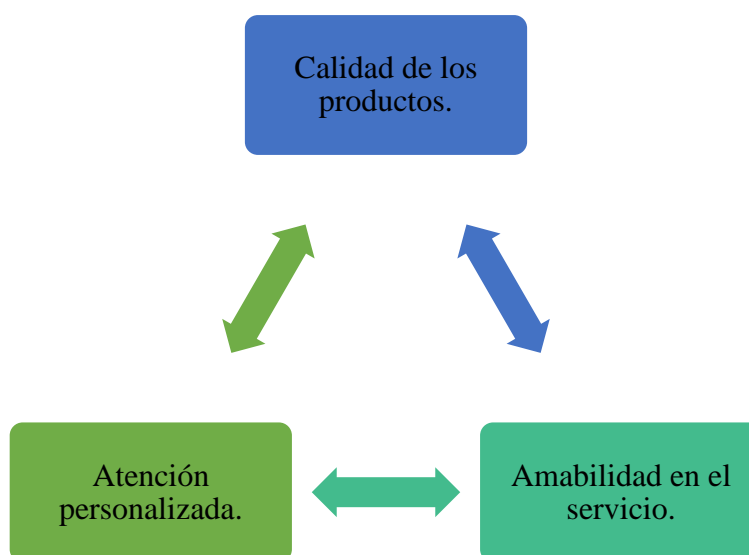 Calidad de los
productos.
Atención
personalizada.
Amabilidad en el
servicio.